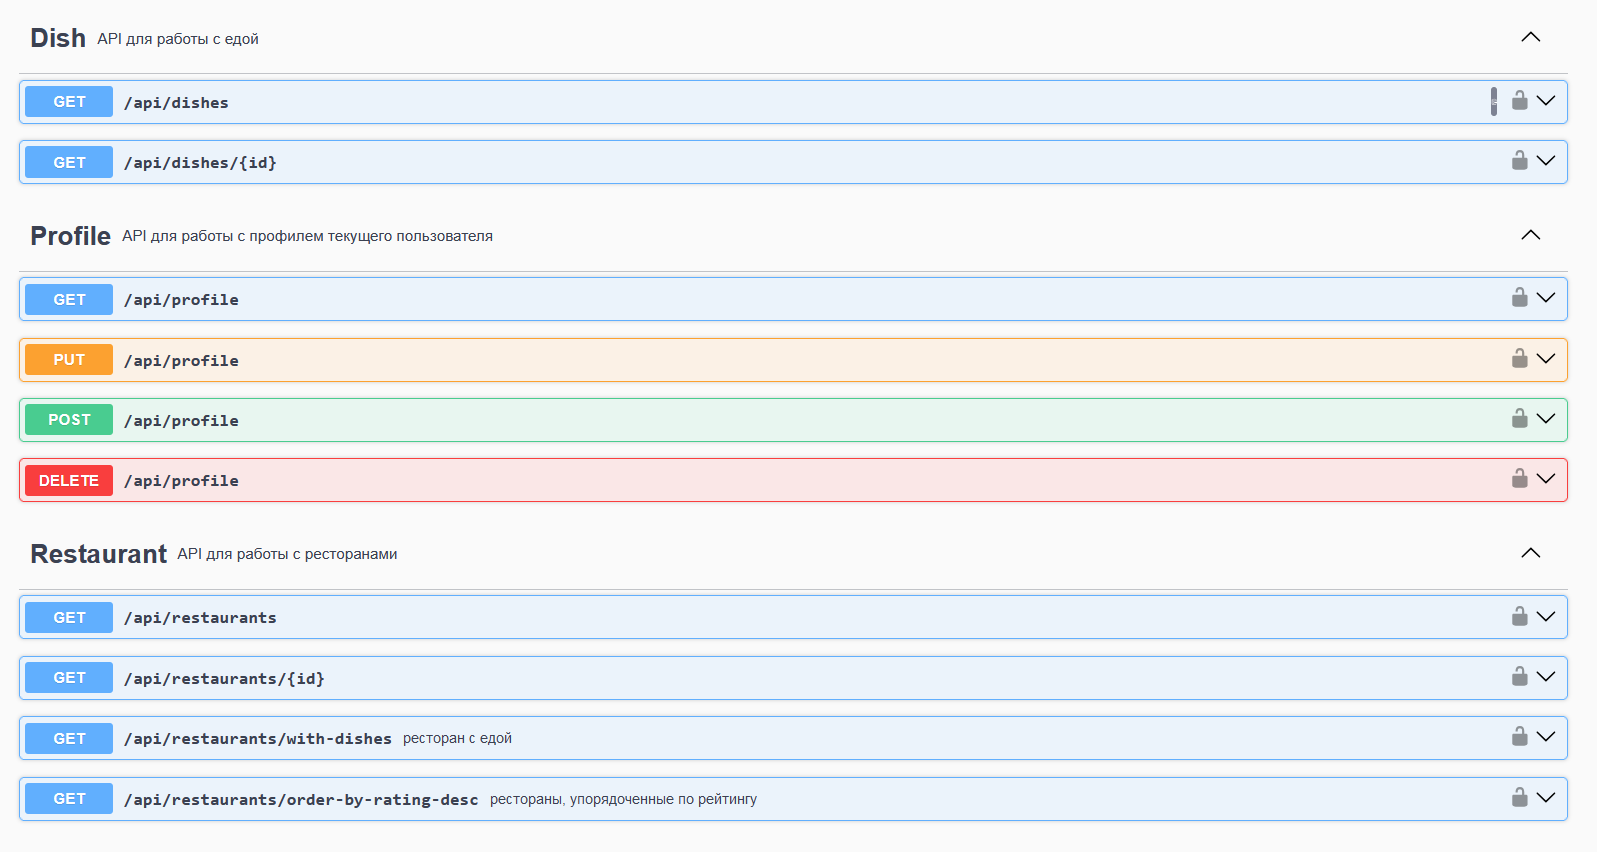 Dish API для работы с едой
GET /api/dishes
GET /api/dishes/{id}
Profile API для работы с профилем текущего пользователя
GET /api/profile
PUT /api/profile
POST /api/profile
DELETE /api/profile
Restaurant API для работы с ресторанами
GET /api/restaurants
GET /api/restaurants/{id}
GET /api/restaurants/with-dishes ресторан с едой
GET /api/restaurants/order-by-rating-desc рестораны, упорядоченные по рейтингу